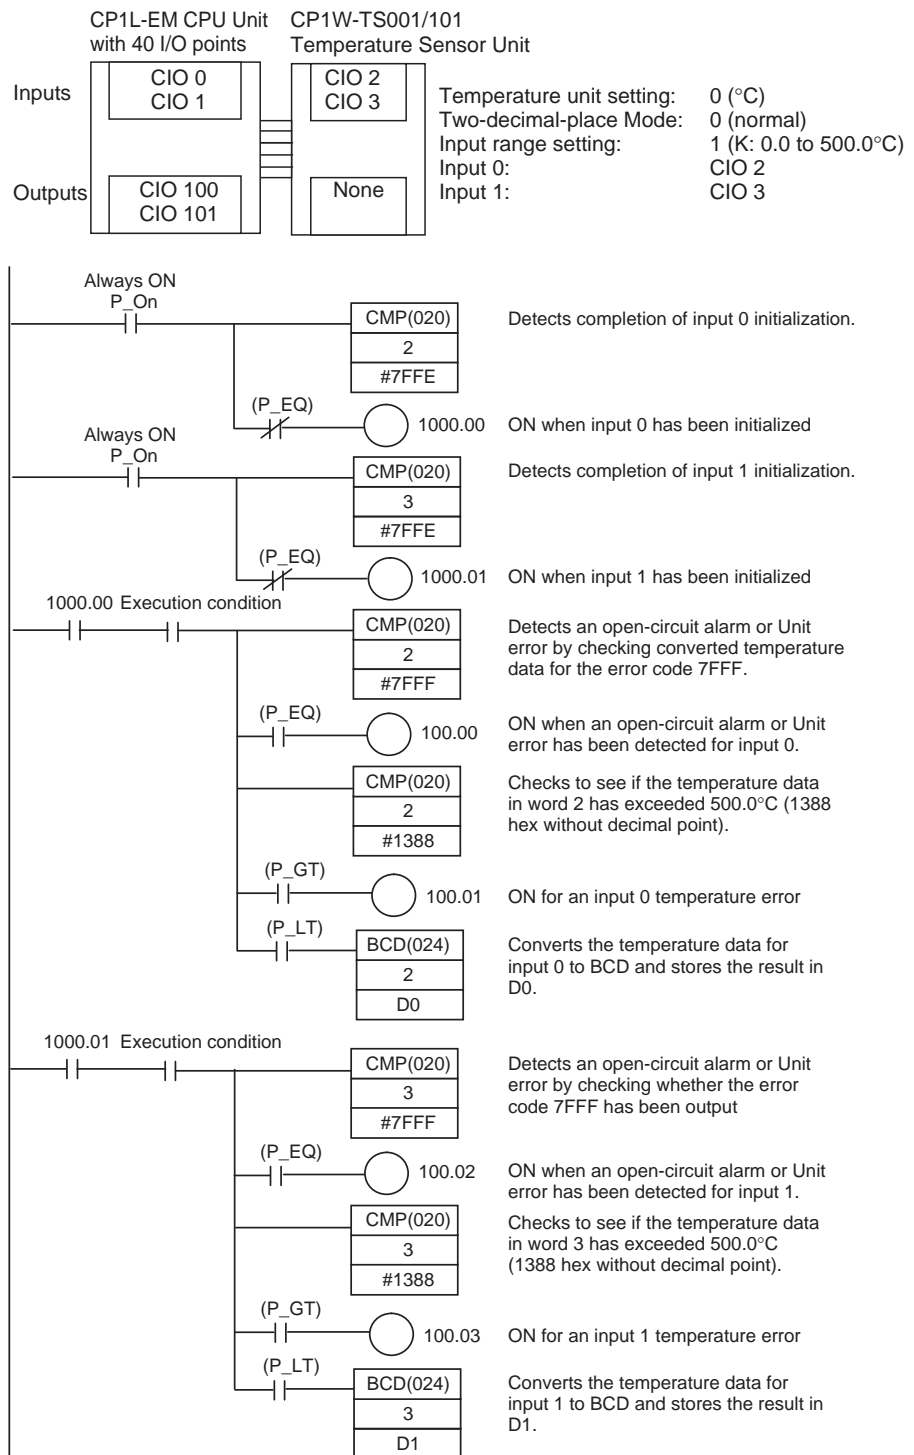 CP1L-EM CPU Unit
with 40 I/O points
CP1W-TS001/101
Temperature Sensor Unit
Inputs
CIO 0
CIO 1
CIO 2
CIO 3
Outputs
CIO 100
CIO 101
None
Temperature unit setting: 0 (°C)
Two-decimal-place Mode: 0 (normal)
Input range setting: 1 (K: 0.0 to 500.0°C)
Input 0: CIO 2
Input 1: CIO 3
Always ON
P_On
CMP(020)
2
#7FFE
Detects completion of input 0 initialization.
(P_EQ)
1000.00
ON when input 0 has been initialized
Always ON
P_On
CMP(020)
3
#7FFE
Detects completion of input 1 initialization.
(P_EQ)
1000.01
ON when input 1 has been initialized
1000.00 Execution condition
CMP(020)
2
#7FFF
Detects an open-circuit alarm or Unit
error by checking converted temperature
data for the error code 7FFF.
(P_EQ)
100.00
ON when an open-circuit alarm or Unit
error has been detected for input 0.
CMP(020)
2
#1388
Checks to see if the temperature data
in word 2 has exceeded 500.0°C (1388
hex without decimal point).
(P_GT)
100.01
ON for an input 0 temperature error
(P_LT)
BCD(024)
2
D0
Converts the temperature data for
input 0 to BCD and stores the result in
D0.
1000.01 Execution condition
CMP(020)
3
#7FFF
Detects an open-circuit alarm or Unit
error by checking whether the error
code 7FFF has been output
(P_EQ)
100.02
ON when an open-circuit alarm or Unit
error has been detected for input 1.
CMP(020)
3
#1388
Checks to see if the temperature data
in word 3 has exceeded 500.0°C
(1388 hex without decimal point).
(P_GT)
100.03
ON for an input 1 temperature error
(P_LT)
BCD(024)
3
D1
Converts the temperature data for
input 1 to BCD and stores the result in
D1.